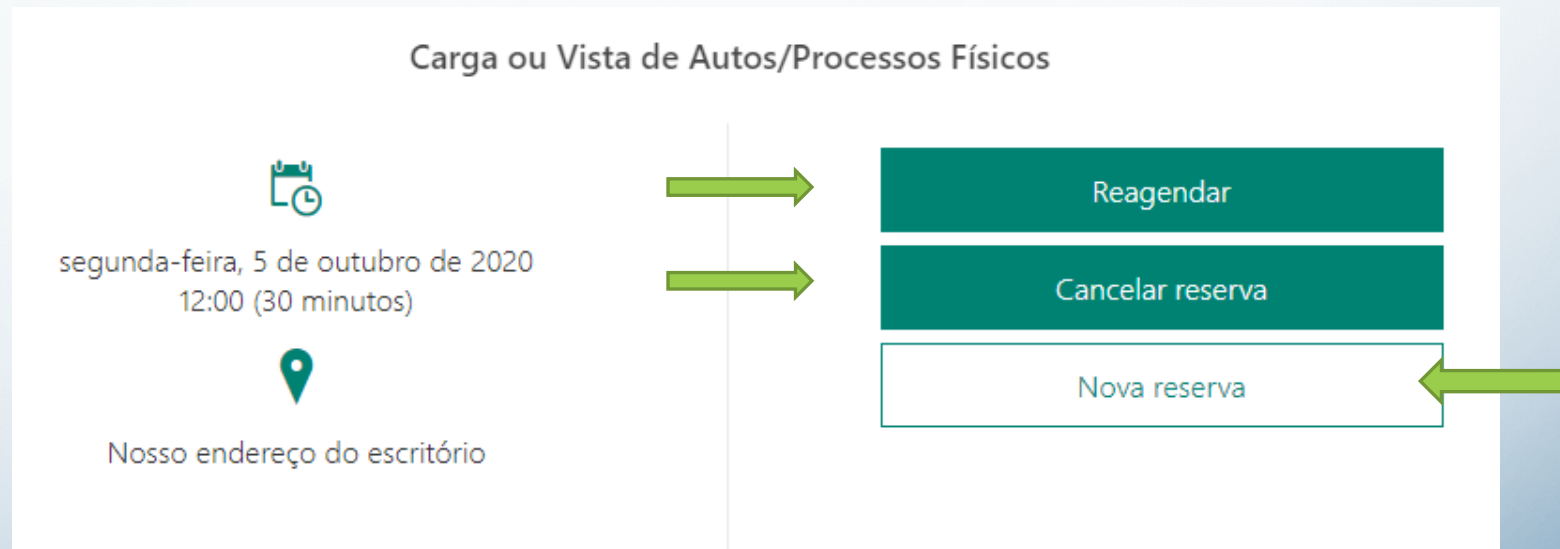 Carga ou Vista de Autos/Processos Físicos
segunda-feira, 5 de outubro de 2020
12:00 (30 minutos)
Nosso endereço do escritório
Reagendar
Cancelar reserva
Nova reserva